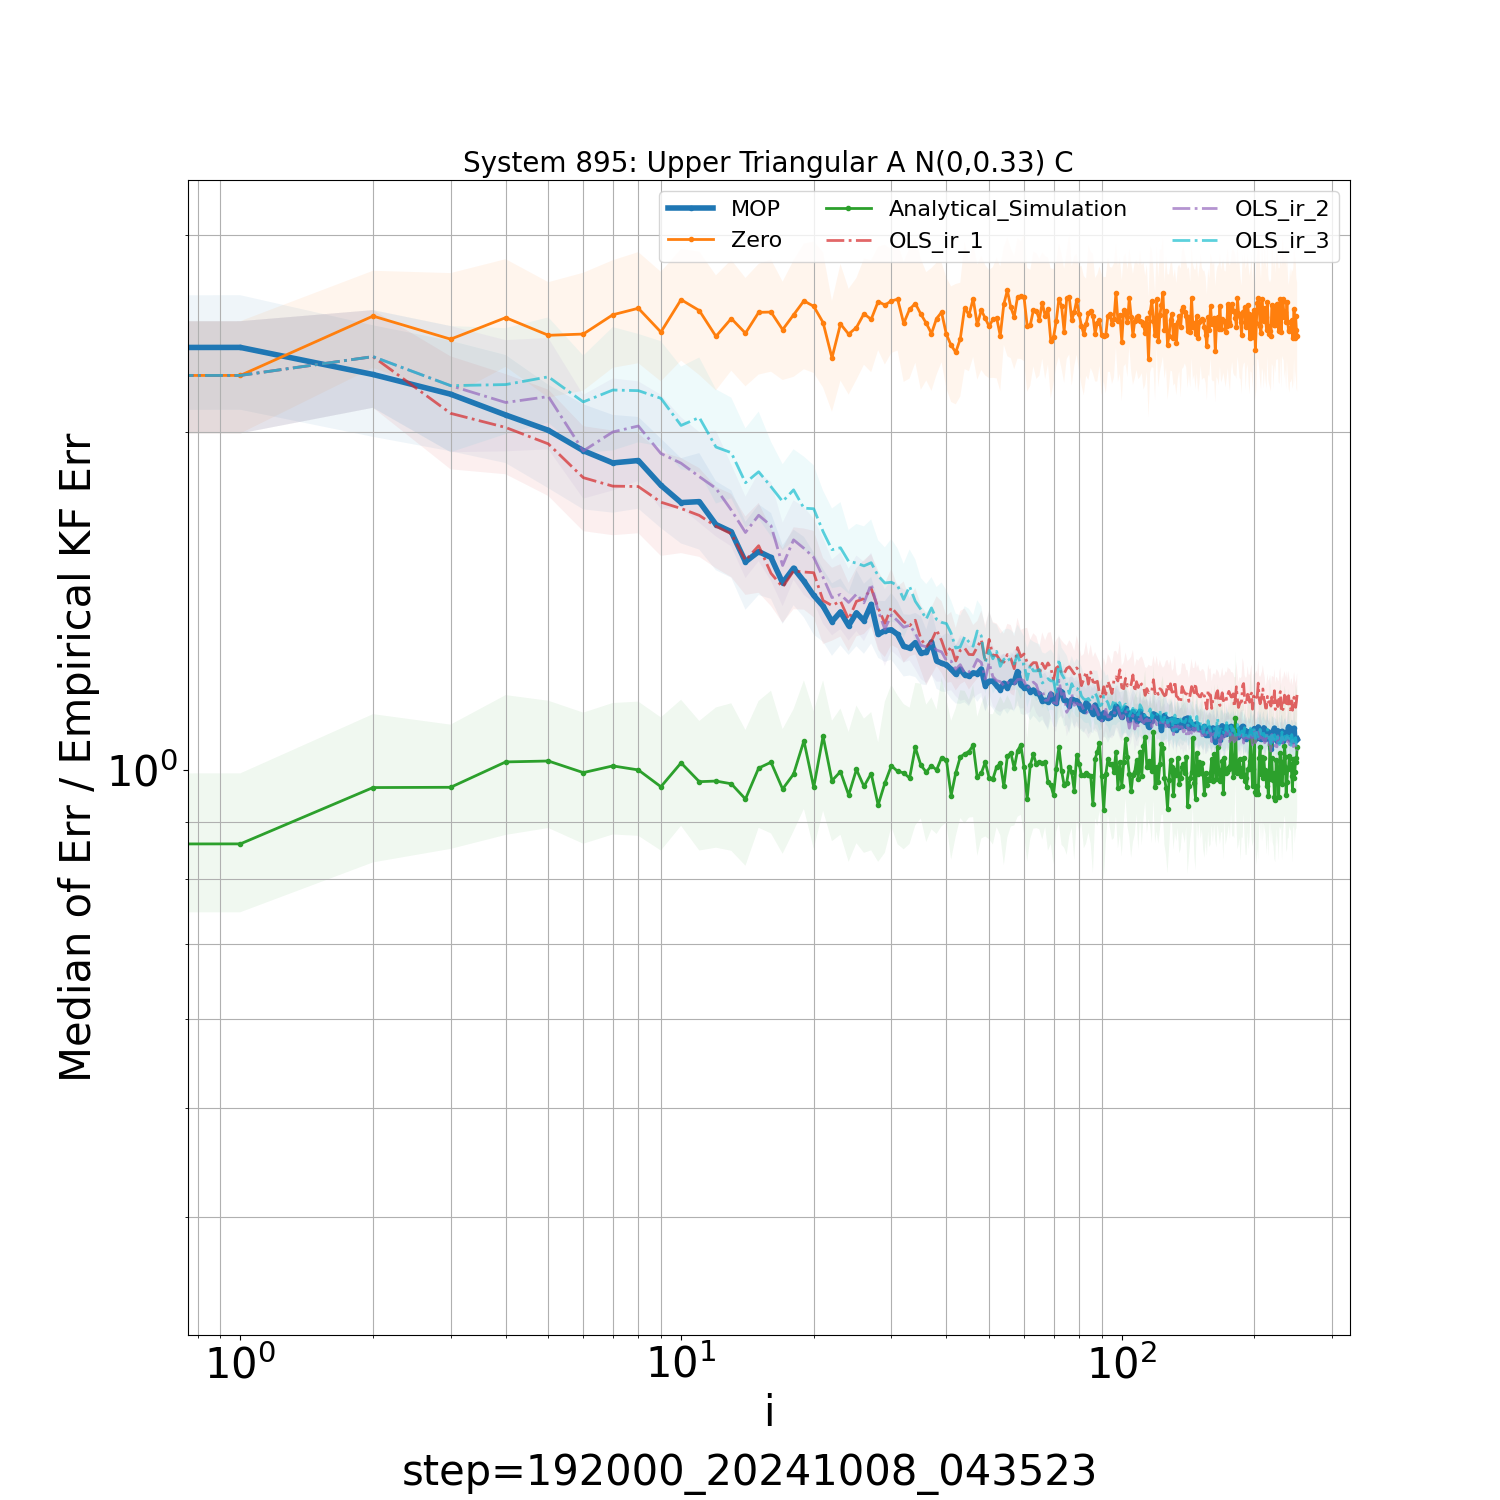 System 895: Upper Triangular A N(0,0.33) C
MOP
Zero
Analytical_Simulation
OLS_ir_1
OLS_ir_2
OLS_ir_3
Median of Err / Empirical KF Err
10⁰
10⁰ 10¹ 10²
i
step=192000_20241008_043523